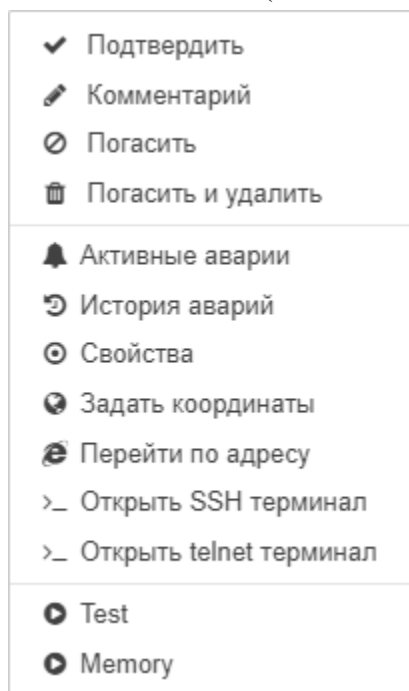 Подтвердить
Комментарий
Погасить
Погасить и удалить
Активные аварии
История аварий
Свойства
Задать координаты
Перейти по адресу
Открыть SSH терминал
Открыть telnet терминал
Test
Memory